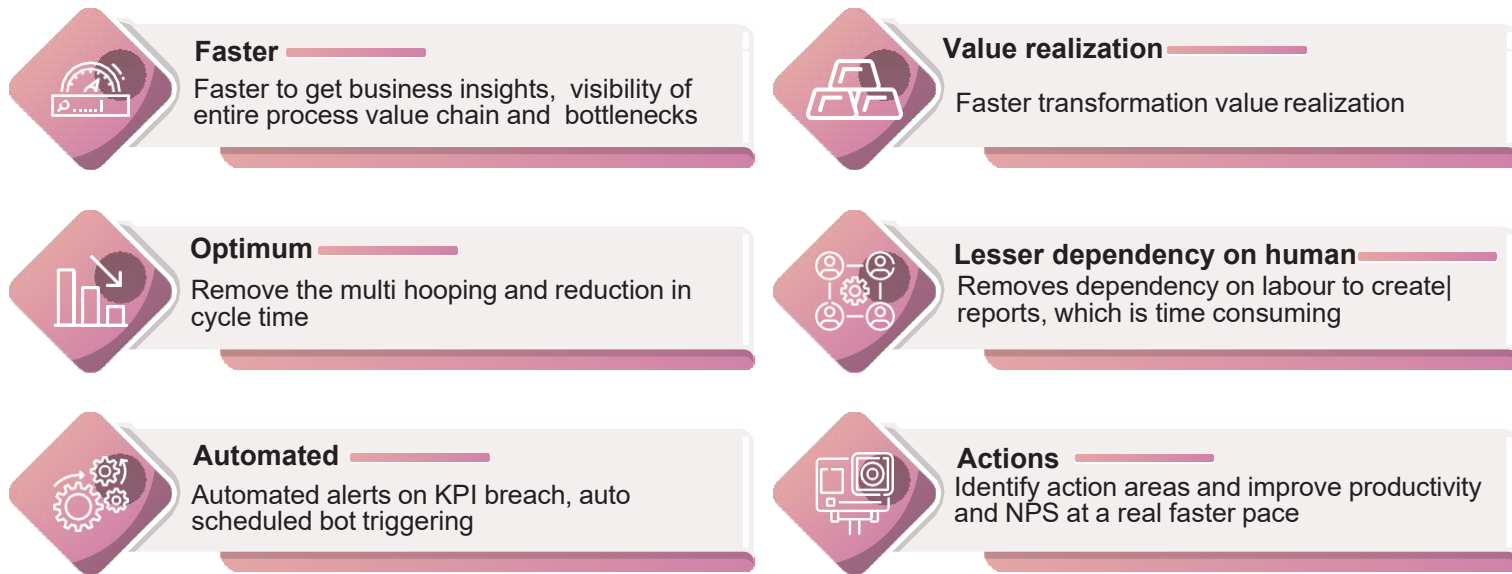 Faster
Faster to get business insights, visibility of
entire process value chain and bottlenecks
Value realization
Faster transformation value realization
Optimum
Remove the multi hooping and reduction in
cycle time
Lesser dependency on human
Removes dependency on labour to create|
reports, which is time consuming
Automated
Automated alerts on KPI breach, auto
scheduled bot triggering
Actions
Identify action areas and improve productivity
and NPS at a real faster pace